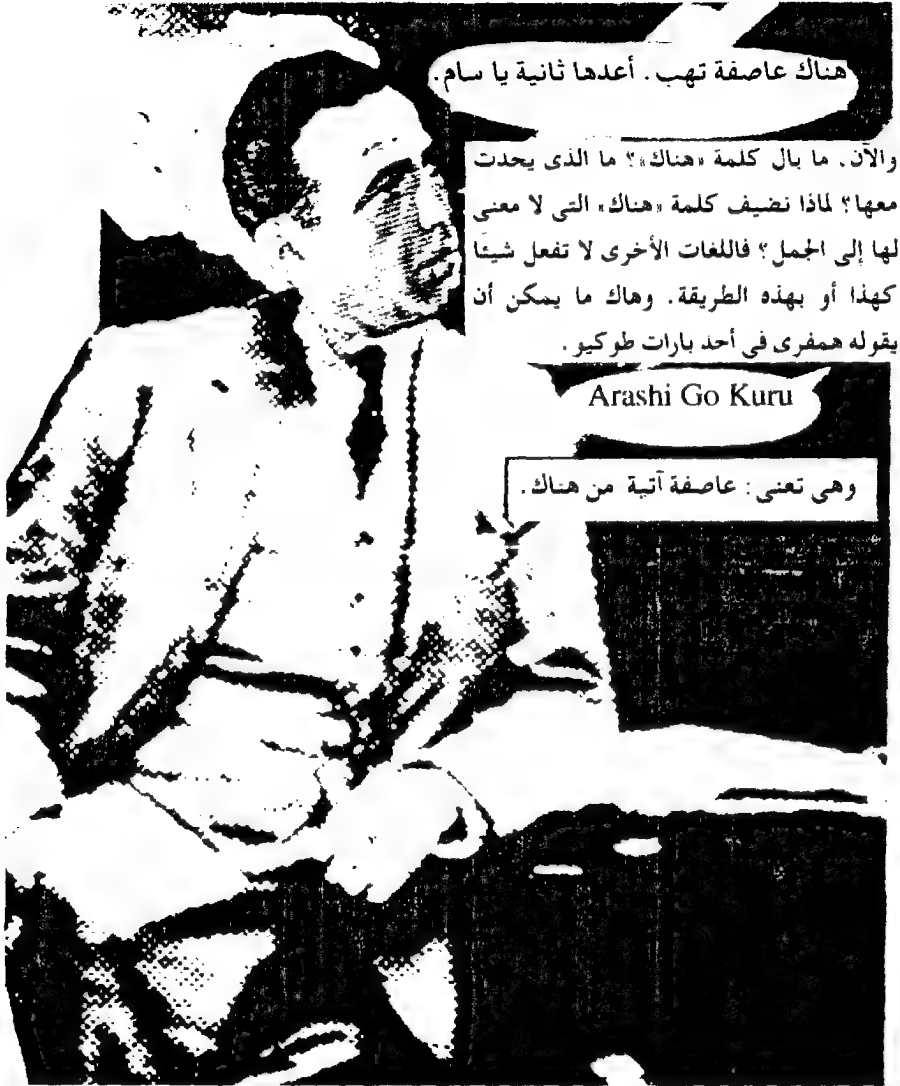 هناك عاصفة تهب. أعدها ثانية يا سام.
والآن. ما بال كلمة «هناك»؟ ما الذى يحدث
معها؟ لماذا نضيف كلمة «هناك» التى لا معنى
لها إلى الجمل؟ فاللغات الأخرى لا تفعل شيئا
كهذا أو بهذه الطريقة. وهاك ما يمكن أن
يقوله همفرى فى أحد بارات طوكيو.
Arashi Go Kuru
وهى تعنى: عاصفة آتية من هناك.